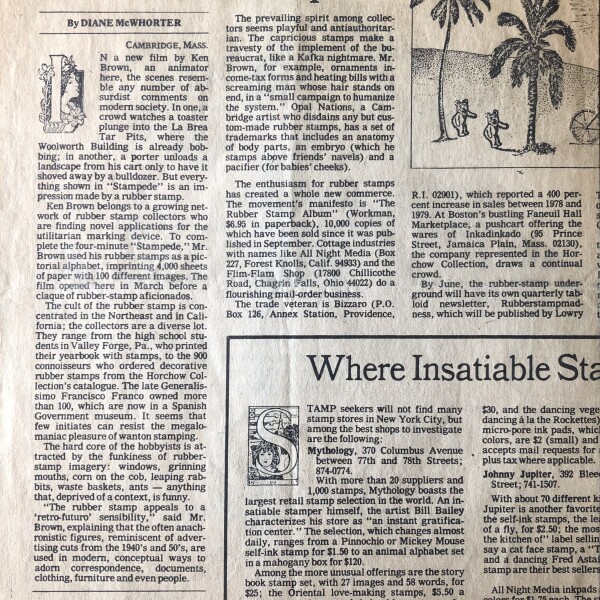 By DIANE McWHORTER
CAMBRIDGE, MASS.
IN a new film by Ken
Brown, an animator
here, the scenes resem-
ble any number of ab-
surdist comments on
modern society. In one, a
crowd watches a toaster
plunge into the La Brea
Tar Pits, where the
Woolworth Building is already bob-
bing; in another, a porter unloads a
landscape from his cart only to have it
shoved away by a bulldozer. But every-
thing shown in "Stampede" is an im-
pression made by a rubber stamp.
Ken Brown belongs to a growing net-
work of rubber stamp collectors who
are finding novel applications for the
utilitarian marking device. To com-
plete the four-minute "Stampede," Mr.
Brown used his rubber stamps as a pic-
torial alphabet, imprinting 4,000 sheets
of paper with 100 different images. The
film opened here in March before a
claque of rubber-stamp aficionados.
The cult of the rubber stamp is con-
centrated in the Northeast and in Cali-
fornia; the collectors are a diverse lot.
They range from the high school stu-
dents in Valley Forge, Pa., who printed
their yearbook with stamps, to the 900
connoisseurs who ordered decorative
rubber stamps from the Horchow Col-
lection's catalogue. The late Generalis-
simo Francisco Franco owned more
than 100, which are now in a Spanish
Government museum. It seems that
few initiates can resist the megalo-
maniac pleasure of wanton stamping.
The hard core of the hobbyists is at-
tracted by the funkiness of rubber-
stamp imagery: windows, grinning
mouths, corn on the cob, leaping rab-
bits, waste baskets, ants — anything
that, deprived of a context, is funny.
"The rubber stamp appeals to a
'retro-futuro' sensibility," said Mr.
Brown, explaining that the often anach-
ronistic figures, reminiscent of adver-
tising cuts from the 1940's and 50's, are
used in modern, conceptual ways to
adorn correspondence, documents,
clothing, furniture and even people.
The prevailing spirit among collec-
tors seems playful and antiauthoritar-
ian. The capricious stamps make a
travesty of the implement of the bu-
reaucrat, like a Kafka nightmare. Mr.
Brown, for example, ornaments in-
come-tax forms and heating bills with a
screaming man whose hair stands on
end, in a "small campaign to humanize
the system." Opal Nations, a Cam-
bridge artist who disdains any but cus-
tom-made rubber stamps, has a set of
trademarks that includes an anatomy
of body parts, an embryo (which he
stamps above friends' navels) and a
pacifier (for babies' cheeks).
The enthusiasm for rubber stamps
has created a whole new commerce.
The movement's manifesto is "The
Rubber Stamp Album" (Workman,
$6.95 in paperback), 10,000 copies of
which have been sold since it was pub-
lished in September. Cottage industries
with names like All Night Media (Box
227, Forest Knolls, Calif. 94933) and the
Flim-Flam Shop (17800 Chillicothe
Road, Chagrin Falls, Ohio 44022) do a
flourishing mail-order business.
The trade veteran is Bizzaro (P.O.
Box 126, Annex Station, Providence,
R.I. 02901), which reported a 400 per-
cent increase in sales between 1978 and
1979. At Boston's bustling Faneuil Hall
Marketplace, a pushcart offering the
wares of Inkadinkado (95 Prince
Street, Jamaica Plain, Mass. 02130),
the company represented in the Hor-
chow Collection, draws a continual
crowd.
By June, the rubber-stamp under-
ground will have its own quarterly tab-
loid newsletter, Rubberstampmad-
ness, which will be published by Lowry
Where Insatiable Sta
STAMP seekers will not find many
stamp stores in New York City, but
among the best shops to investigate
are the following:
Mythology, 370 Columbus Avenue
between 77th and 78th Streets;
874-0774.
With more than 20 suppliers and
1,000 stamps, Mythology boasts the
largest retail stamp selection in the city. An in-
satiable stamper himself, the artist Bill Bailey
characterizes his store as "an instant gratifica-
tion center." The selection, which changes almost
daily, ranges from a Pinnochio or Mickey Mouse
self-ink stamp for $1.50 to an animal alphabet set
in a mahogany box for $120.
Among the more unusual offerings are the story
book stamp set, with 27 images and 58 words, for
$25; the Oriental love-making stamps, $5.50 a
$30, and the dancing vege
dancing à la the Rockettes)
micro-pore ink pads, which
colors, are $2 (small) and
accepts mail requests for s
plus tax where applicable.
Johnny Jupiter, 392 Blee
Street; 741-1507.
With about 70 different ki
Jupiter is another favorite
the self-ink stamps, the le
of a fly, for $2.50; the mos
the kitchen of" label sellin
say a cat face stamp, a "T
and a dancing Fred Astai
stamp are their best sellers
All Night Media inkpads a